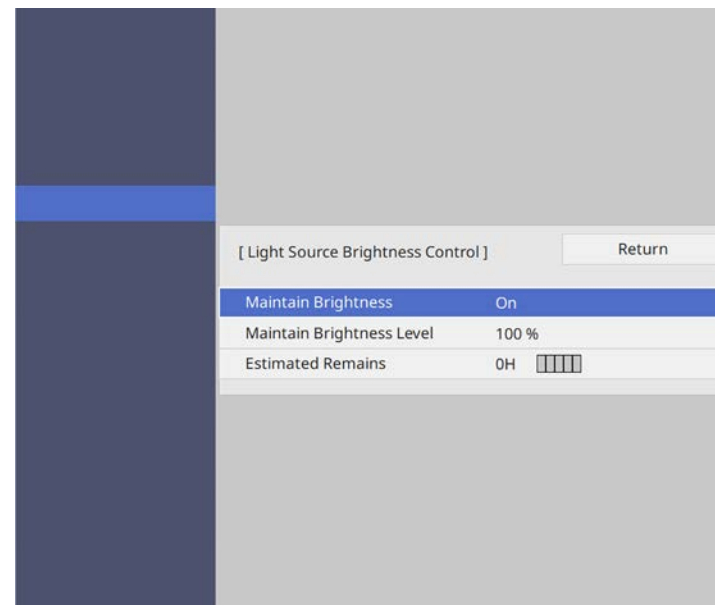 [ Light Source Brightness Control ] Return
Maintain Brightness On
Maintain Brightness Level 100 %
Estimated Remains 0H